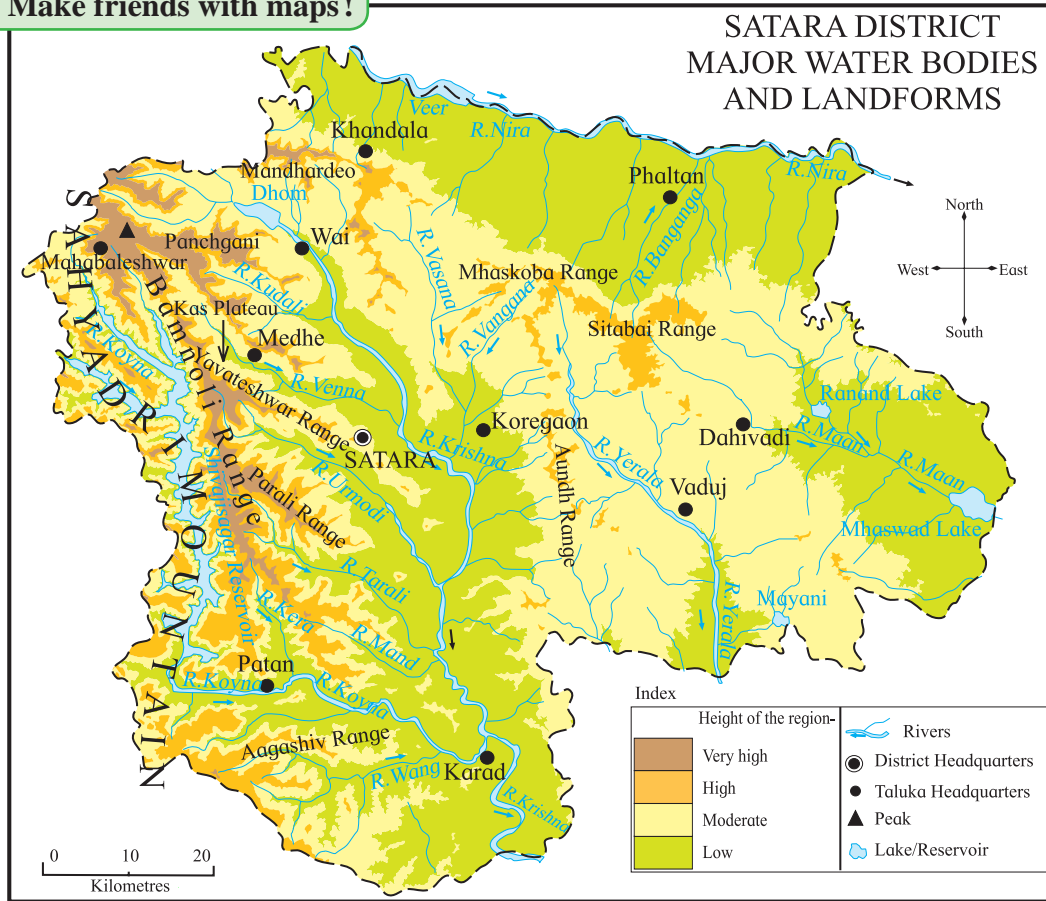 Make friends with maps!
SATARA DISTRICT
MAJOR WATER BODIES
AND LANDFORMS
Veer
R.Nira
Khandala
R.Nira
Mandhardeo
Phaltan
Dhom
R.Banganga
North
West
East
South
SAHYADRI MOUNTAIN
Panchgani
Wai
Mahabaleshwar
R.Vasana
Mhaskoba Range
R.Kudali
Bamnoli Range
Kas Plateau
R.Yangana
Sitabai Range
R.Koyna
Medhe
Yavateshwar Range
R.Venna
Ranand Lake
Koregaon
Dahivadi
R.Maan
SATARA
R.Krishna
Aundh Range
R.Yerala
R.Maan
Shivajisagar Reservoir
Parali Range
R.Urmodi
Vaduj
Mhaswad Lake
R.Tarali
R.Yerala
Mayani
R.Kera
R.Mand
Patan
R.Koyna
R.Koyna
Aagashiv Range
R.Wang
Karad
R.Krishna
Index
Height of the region-
Very high
High
Moderate
Low
Rivers
District Headquarters
Taluka Headquarters
Peak
Lake/Reservoir
0 10 20
Kilometres